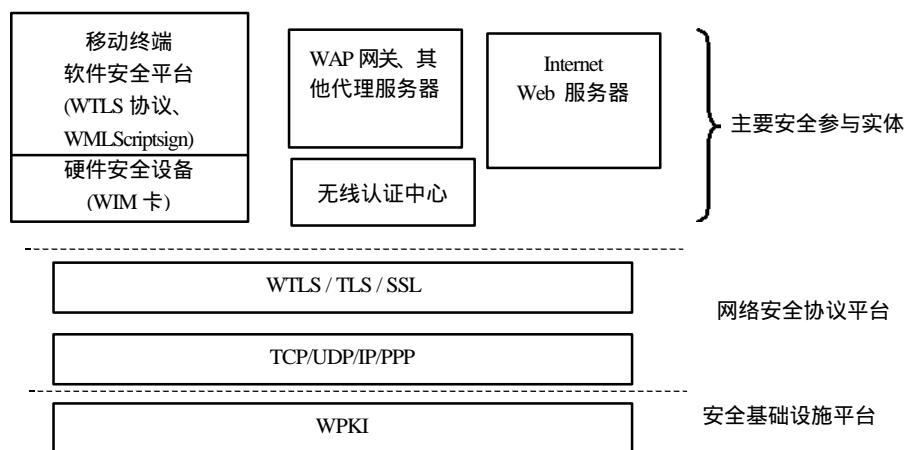 移动终端
软件安全平台
(WTLS 协议、
WMLScriptsign)
硬件安全设备
(WIM 卡)
WAP 网关、其
他代理服务器
无线认证中心
Internet
Web 服务器
主要安全参与实体
WTLS / TLS / SSL
TCP/UDP/IP/PPP
网络安全协议平台
WPKI
安全基础设施平台